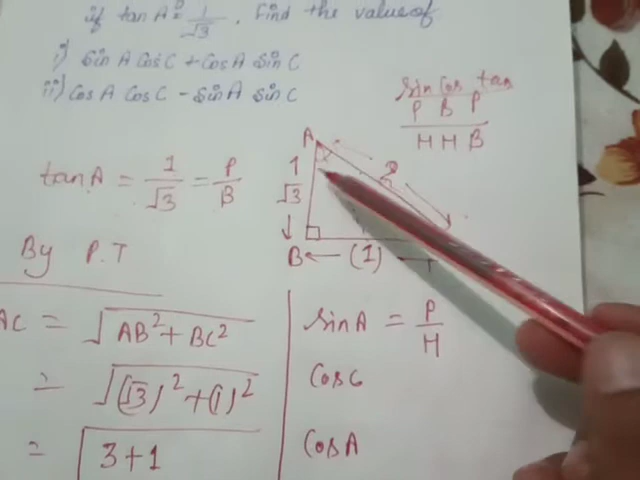 if tan A = 1/√3, find the value of
i) Sin A Cos C + Cos A Sin C
ii) Cos A Cos C - Sin A Sin C
Sin Cos tan
P B P
H H B
tan A = 1/√3 = P/B
A
1
√3
2
B ← (1)
By P.T
AC = √AB² + BC²
= √(√3)² + (1)²
= √3+1
Sin A = P/H
Cos C
Cos A